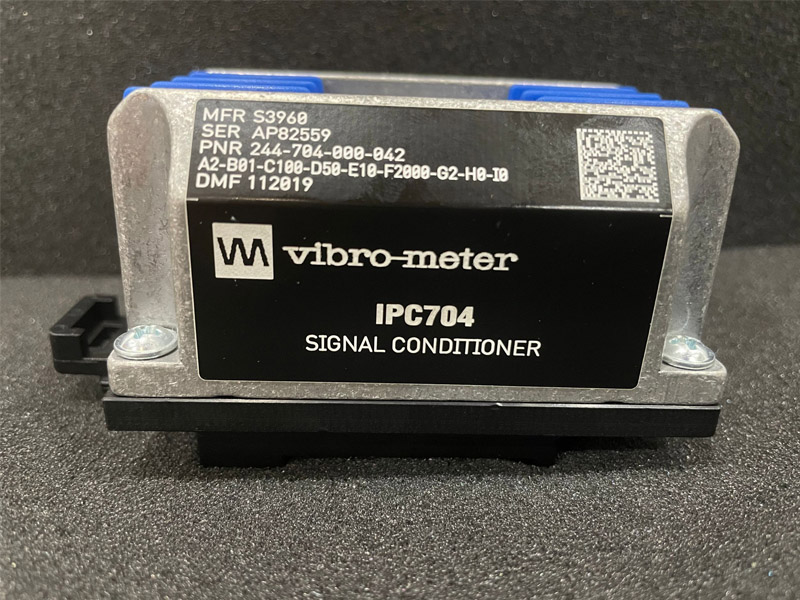 MFR S3960
SER AP82559
PNR 244-704-000-042
A2-B01-C100-D50-E10-F2000-G2-H0-I0
DMF 112019
vibro-meter
IPC704
SIGNAL CONDITIONER